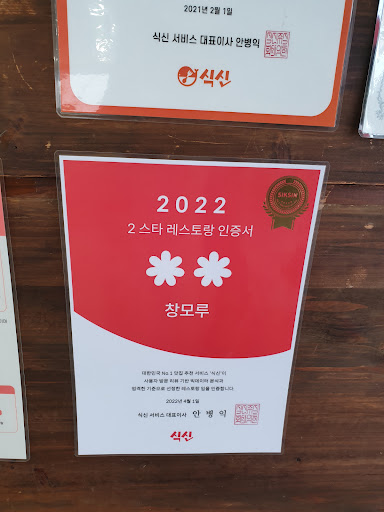 2021년 2월 1일
식신 서비스 대표이사 안병익
식신
2022
SIKSIN
2 스타 레스토랑 인증서
창모루
대한민국 No.1 맛집 추천 서비스 '식신'이
사용자 방문 리뷰 기반 빅데이터 분석과
엄격한 기준으로 선정한 레스토랑 임을 인증합니다.
2022년 4월 1일
식신 서비스 대표이사 안병익
식신